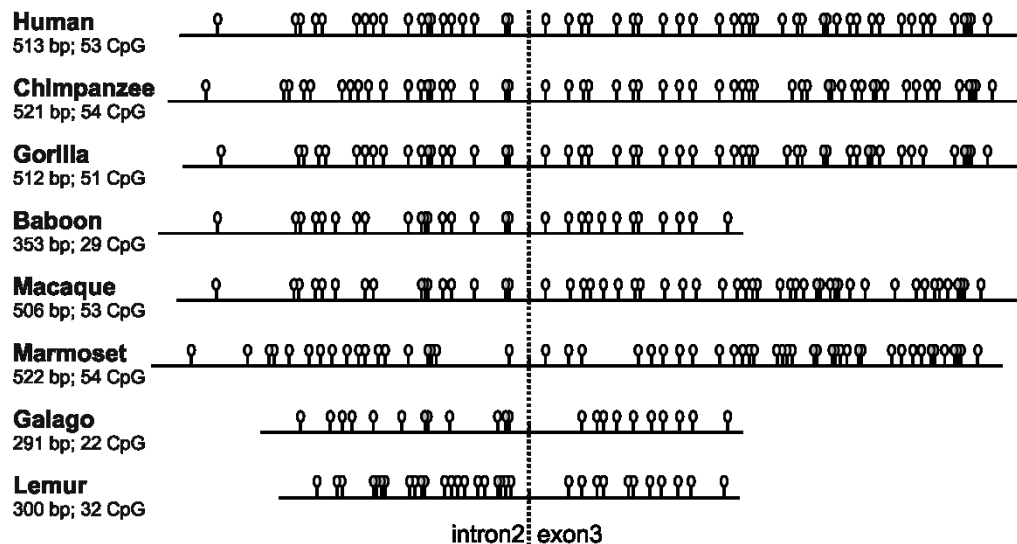 Human
513 bp; 53 CpG
Chimpanzee
521 bp; 54 CpG
Gorilla
512 bp; 51 CpG
Baboon
353 bp; 29 CpG
Macaque
506 bp; 53 CpG
Marmoset
522 bp; 54 CpG
Galago
291 bp; 22 CpG
Lemur
300 bp; 32 CpG
intron2 exon3